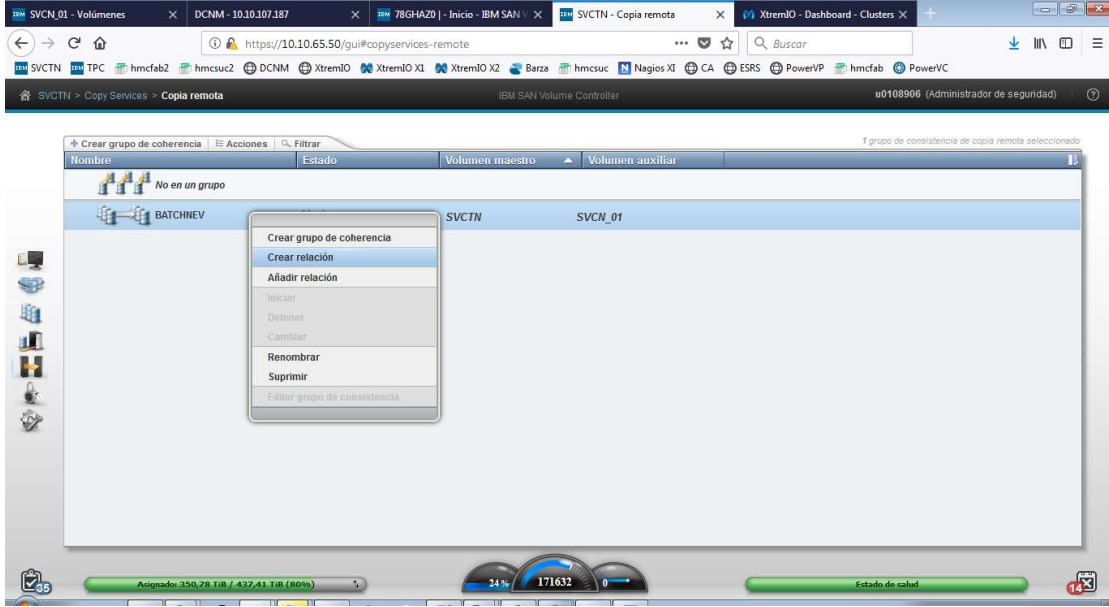 SVCN_01 - Volúmenes
DCNM - 10.10.107.187
78GHAZ0 | - Inicio - IBM SAN V
SVCTN - Copia remota
XtremIO - Dashboard - Clusters
https://10.10.65.50/gui#copyservices-remote
Buscar
SVCTN TPC hmcfab2 hmcsuc2 DCNM XtremIO XtremIO X1 XtremIO X2 Barza hmcsuc Nagios XI CA ESRS PowerVP hmcfab PowerVC
SVCTN > Copy Services > Copia remota
IBM SAN Volume Controller
u0108906 (Administrador de seguridad)
Crear grupo de coherencia Acciones Filtrar
1 grupo de consistencia de copia remota seleccionado
Nombre Estado Volumen maestro Volumen auxiliar
No en un grupo
BATCHNEV SVCTN SVCN_01
Crear grupo de coherencia
Crear relación
Añadir relación
Iniciar
Detener
Cambiar
Renombrar
Suprimir
Editar grupo de consistencia
35
Asignado: 350,78 TiB / 437,41 TiB (80%)
24%
171632
0
Estado de salud
14